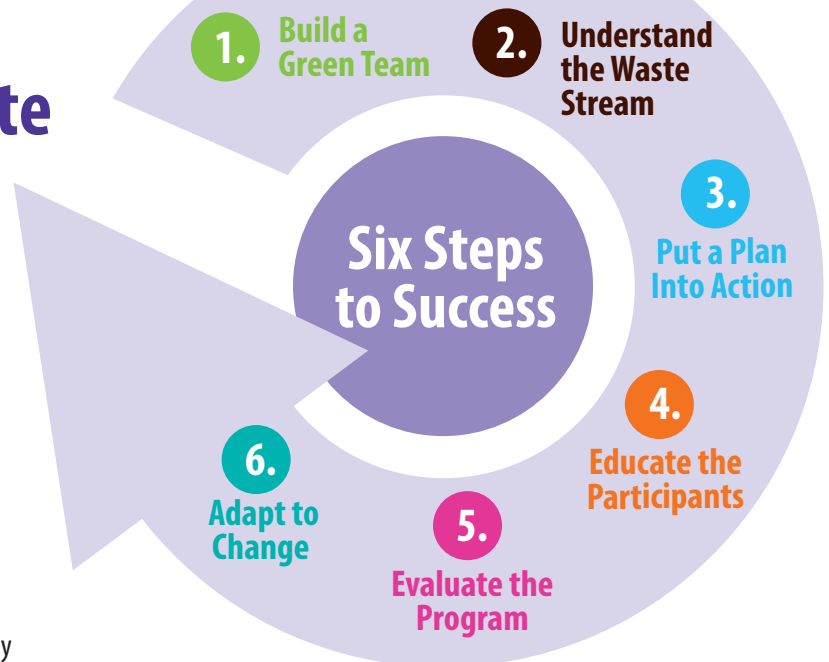 1.
Build a
Green Team
2.
Understand
the Waste
Stream
te
3.
Put a Plan
Into Action
Six Steps
to Success
4.
Educate the
Participants
6.
Adapt to
Change
5.
Evaluate the
Program
y